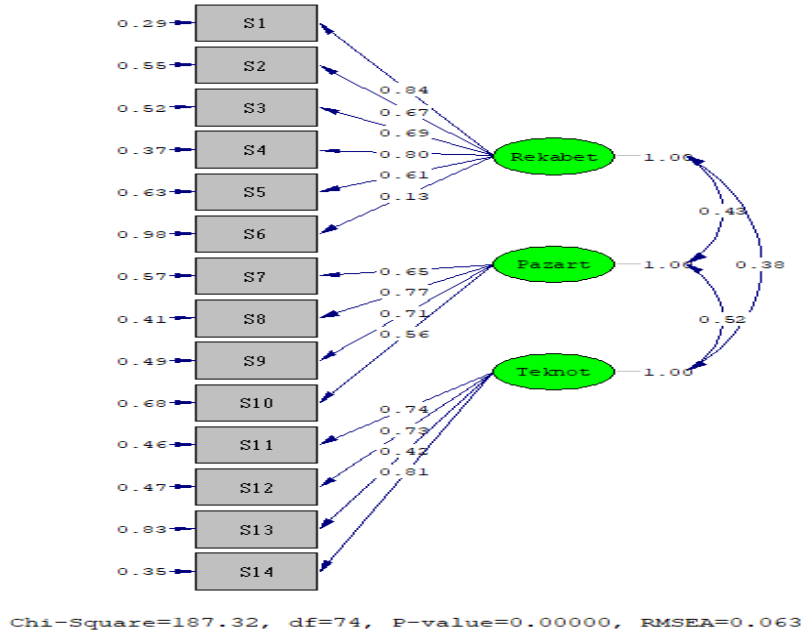 0.29 S1
0.84
0.55 S2
0.67
0.52 S3
0.69
0.37 S4
0.80
Rekabet 1.00
0.61
0.63 S5
0.13
0.43
0.98 S6
0.57 S7
0.65
Pazart 1.00
0.38
0.77
0.41 S8
0.71
0.52
0.56
0.49 S9
Teknot 1.00
0.68 S10
0.74
0.46 S11
0.73
0.42
0.81
0.47 S12
0.83 S13
0.35 S14
Chi-Square=187.32, df=74, P-value=0.00000, RMSEA=0.063